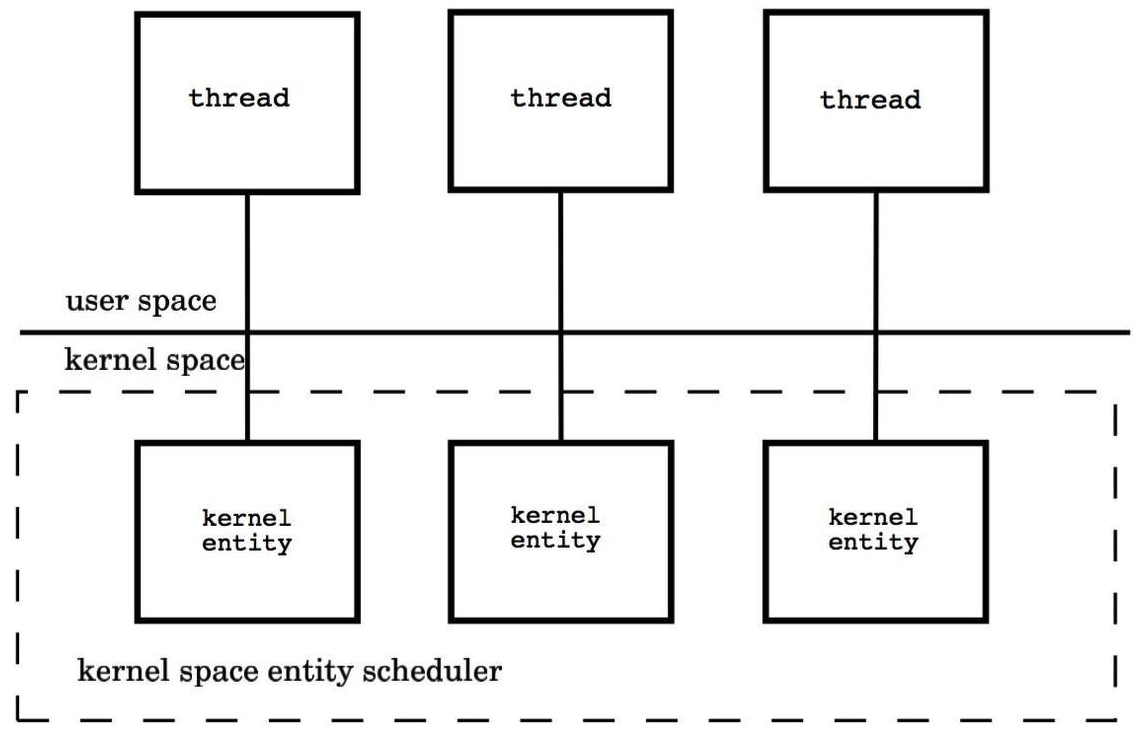 thread
thread
thread
user space
kernel space
kernel
entity
kernel
entity
kernel
entity
kernel space entity scheduler